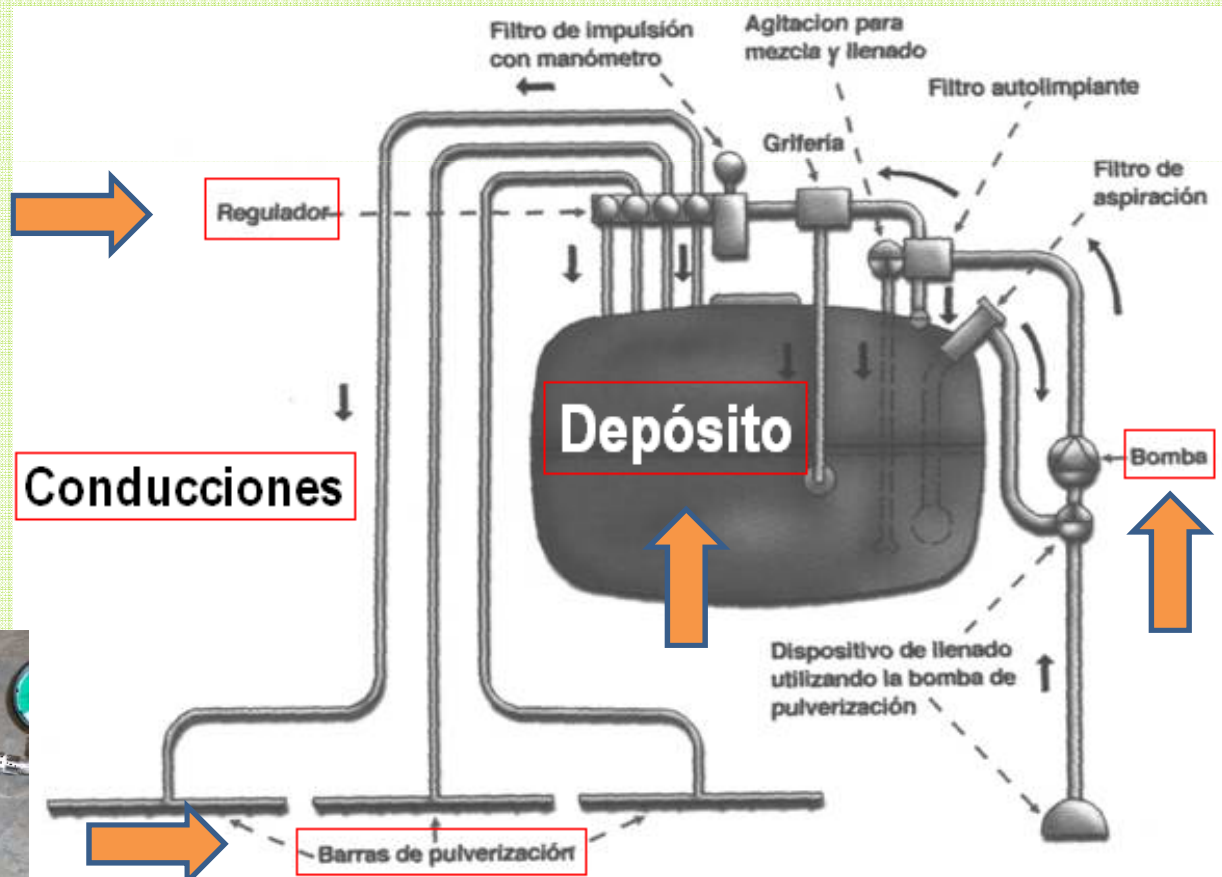 Filtro de impulsión
con manómetro
Agitacion para
mezcla y llenado
Filtro autolimpiante
Grifería
Filtro de
aspiración
Regulador
Depósito
Conducciones
Bomba
Dispositivo de llenado
utilizando la bomba de
pulverización
Barras de pulverización